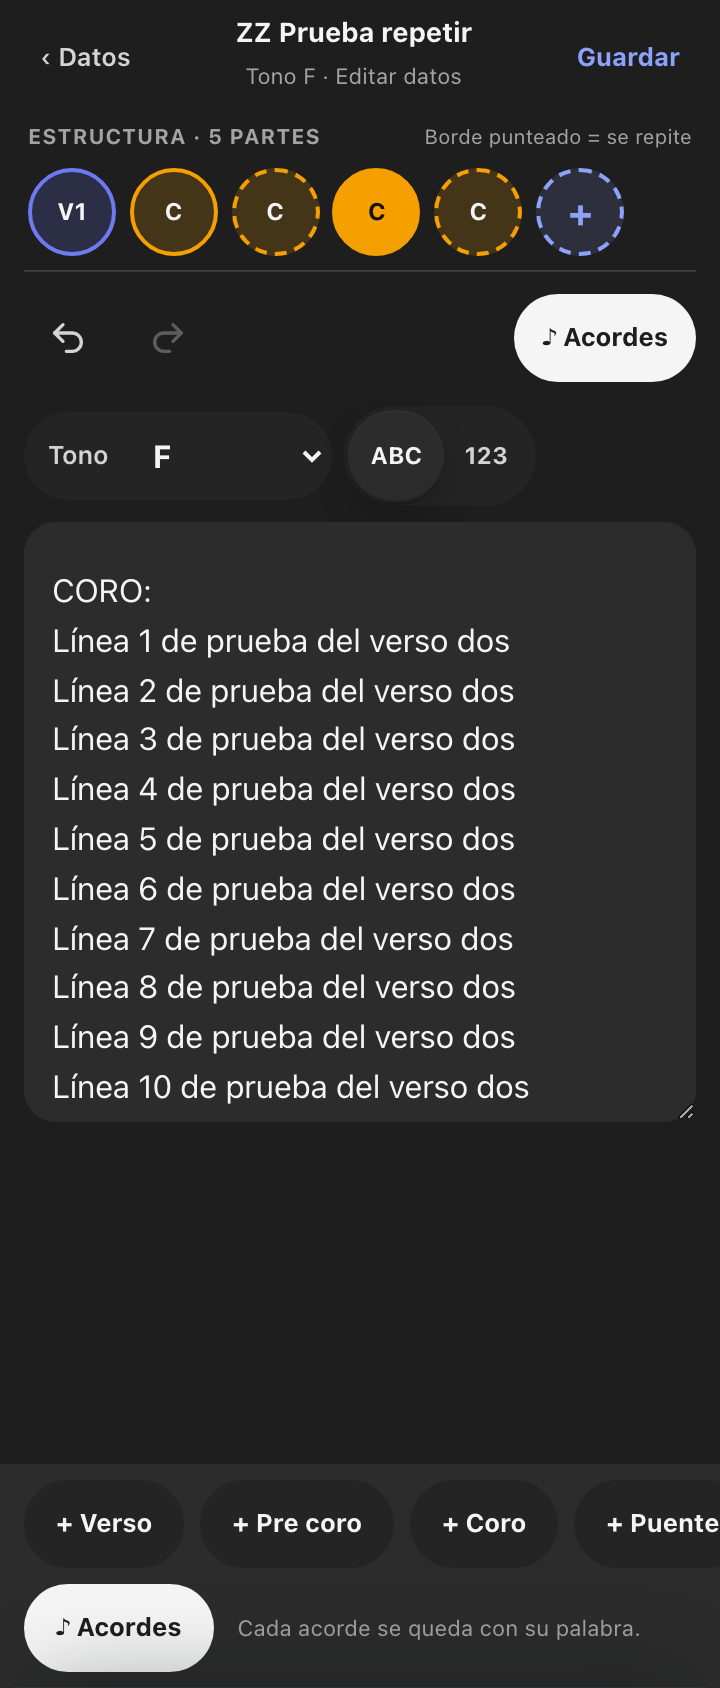 ‹ Datos
ZZ Prueba repetir
Tono F · Editar datos
Guardar
ESTRUCTURA · 5 PARTES
Borde punteado = se repite
V1 C C C C +
♪ Acordes
Tono F
ABC 123
CORO:
Línea 1 de prueba del verso dos
Línea 2 de prueba del verso dos
Línea 3 de prueba del verso dos
Línea 4 de prueba del verso dos
Línea 5 de prueba del verso dos
Línea 6 de prueba del verso dos
Línea 7 de prueba del verso dos
Línea 8 de prueba del verso dos
Línea 9 de prueba del verso dos
Línea 10 de prueba del verso dos
+ Verso + Pre coro + Coro + Puente
♪ Acordes
Cada acorde se queda con su palabra.